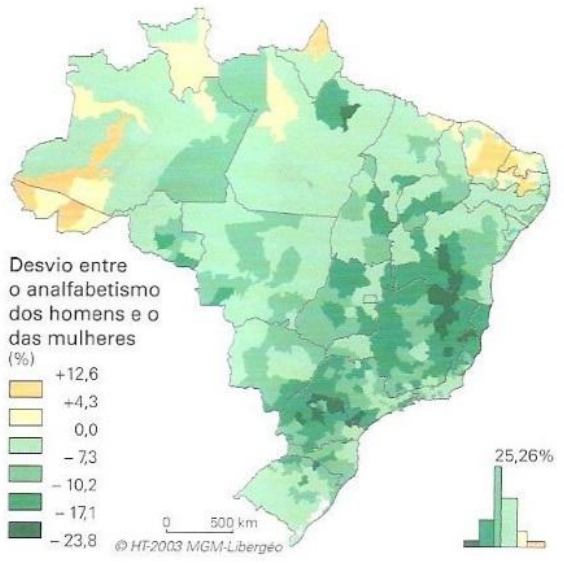 Desvio entre
o analfabetismo
dos homens e o
das mulheres
(%)
+12,6
+4,3
0,0
– 7,3
– 10,2
– 17,1
– 23,8
0 500 km
© HT-2003 MGM-Libergéo
25,26%